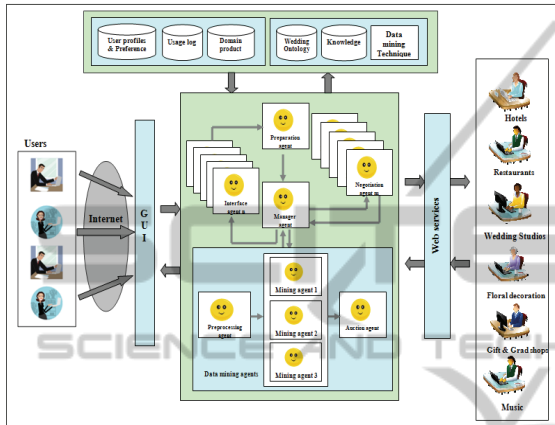 User profiles
& Preference
Usage log
Domain
product
Wedding
Ontology
Knowledge
Data
mining
Technique
Users
Internet
G
U
I
Preparation
agent
Interface agent n
Manager
agent
Negotiation
agent m
Preprocessing
agent
Mining agent 1
Mining agent 2
Mining agent 3
Auction agent
Data mining agents
Web services
Hotels
Restaurants
Wedding Studios
Floral decoration
Gift & Grad shops
Music
SCIENCE AND TECH